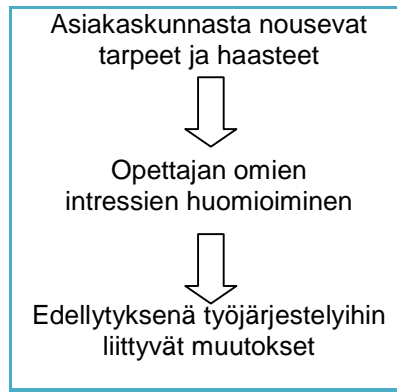 Asiakaskunnasta nousevat
tarpeet ja haasteet
Opettajan omien
intressien huomioiminen
Edellytyksenä työjärjestelyihin
liittyvät muutokset